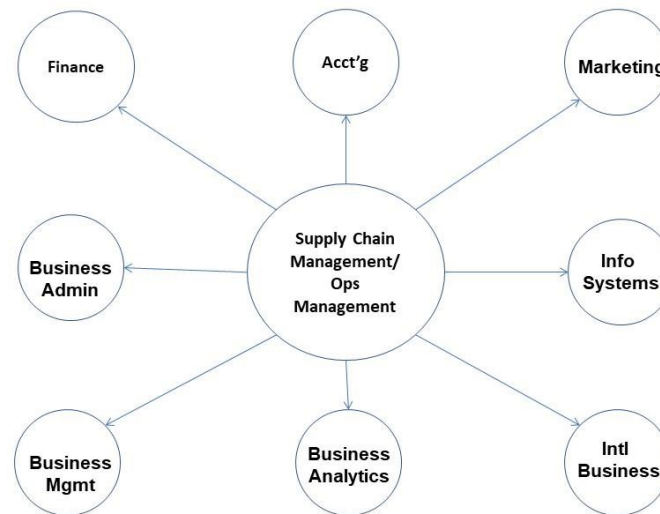 Finance
Acct’g
Marketing
Supply Chain
Management/
Ops
Management
Business
Admin
Info
Systems
Business
Mgmt
Business
Analytics
Intl
Business